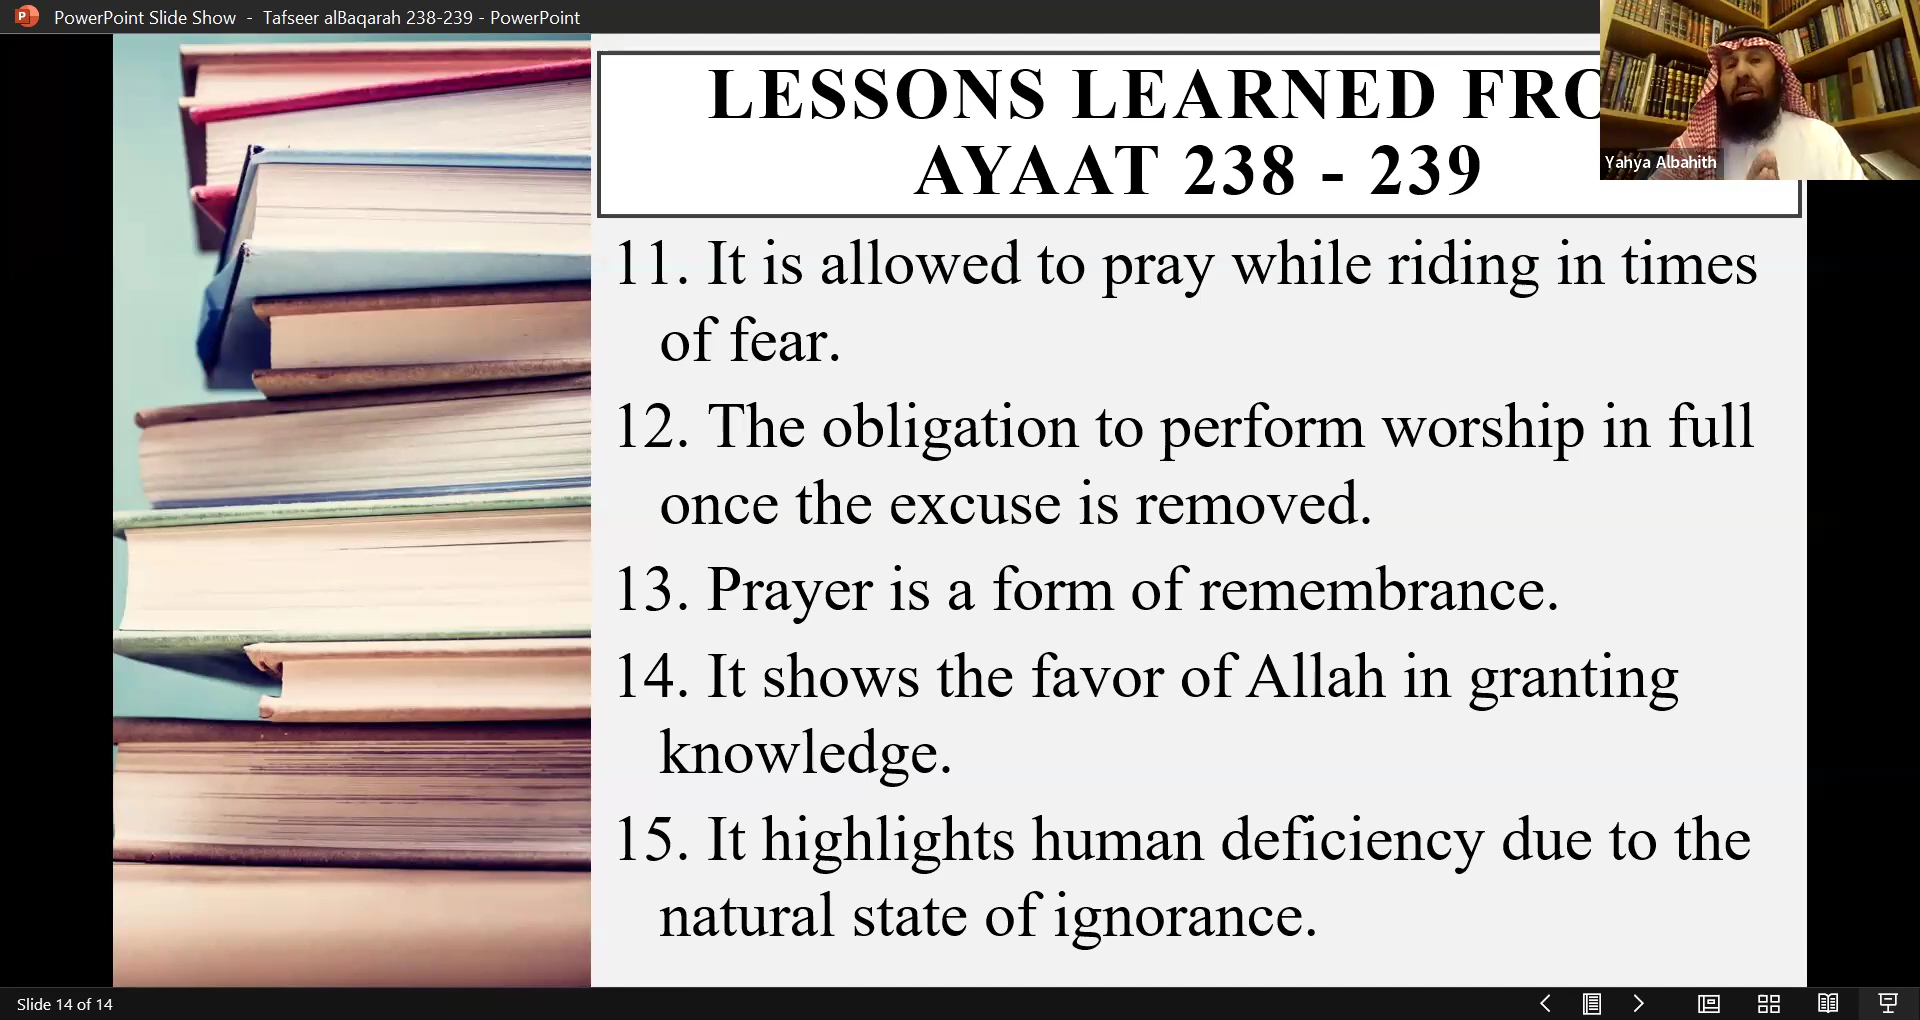 PowerPoint Slide Show - Tafseer alBaqarah 238-239 - PowerPoint
LESSONS LEARNED
AYAAT 238 - 239
Yahya Albahith
11. It is allowed to pray while riding in times
of fear.
12. The obligation to perform worship in full
once the excuse is removed.
13. Prayer is a form of remembrance.
14. It shows the favor of Allah in granting
knowledge.
15. It highlights human deficiency due to the
natural state of ignorance.
Slide 14 of 14